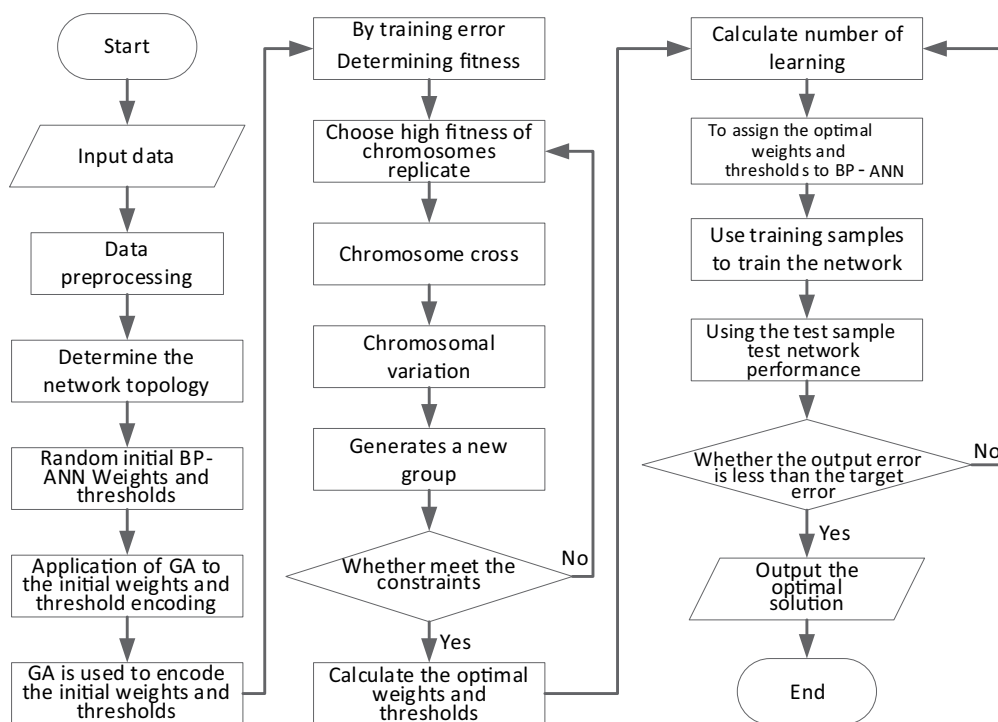 Start
Input data
Data
preprocessing
Determine the
network topology
Random initial BP-
ANN Weights and
thresholds
Application of GA to
the initial weights and
threshold encoding
GA is used to encode
the initial weights and
thresholds
By training error
Determining fitness
Choose high fitness of
chromosomes
replicate
Chromosome cross
Chromosomal
variation
Generates a new
group
Whether meet the
constraints
No
Yes
Calculate the optimal
weights and
thresholds
Calculate number of
learning
To assign the optimal
weights and
thresholds to BP - ANN
Use training samples
to train the network
Using the test sample
test network
performance
Whether the output error
is less than the target
error
No
Yes
Output the
optimal
solution
End